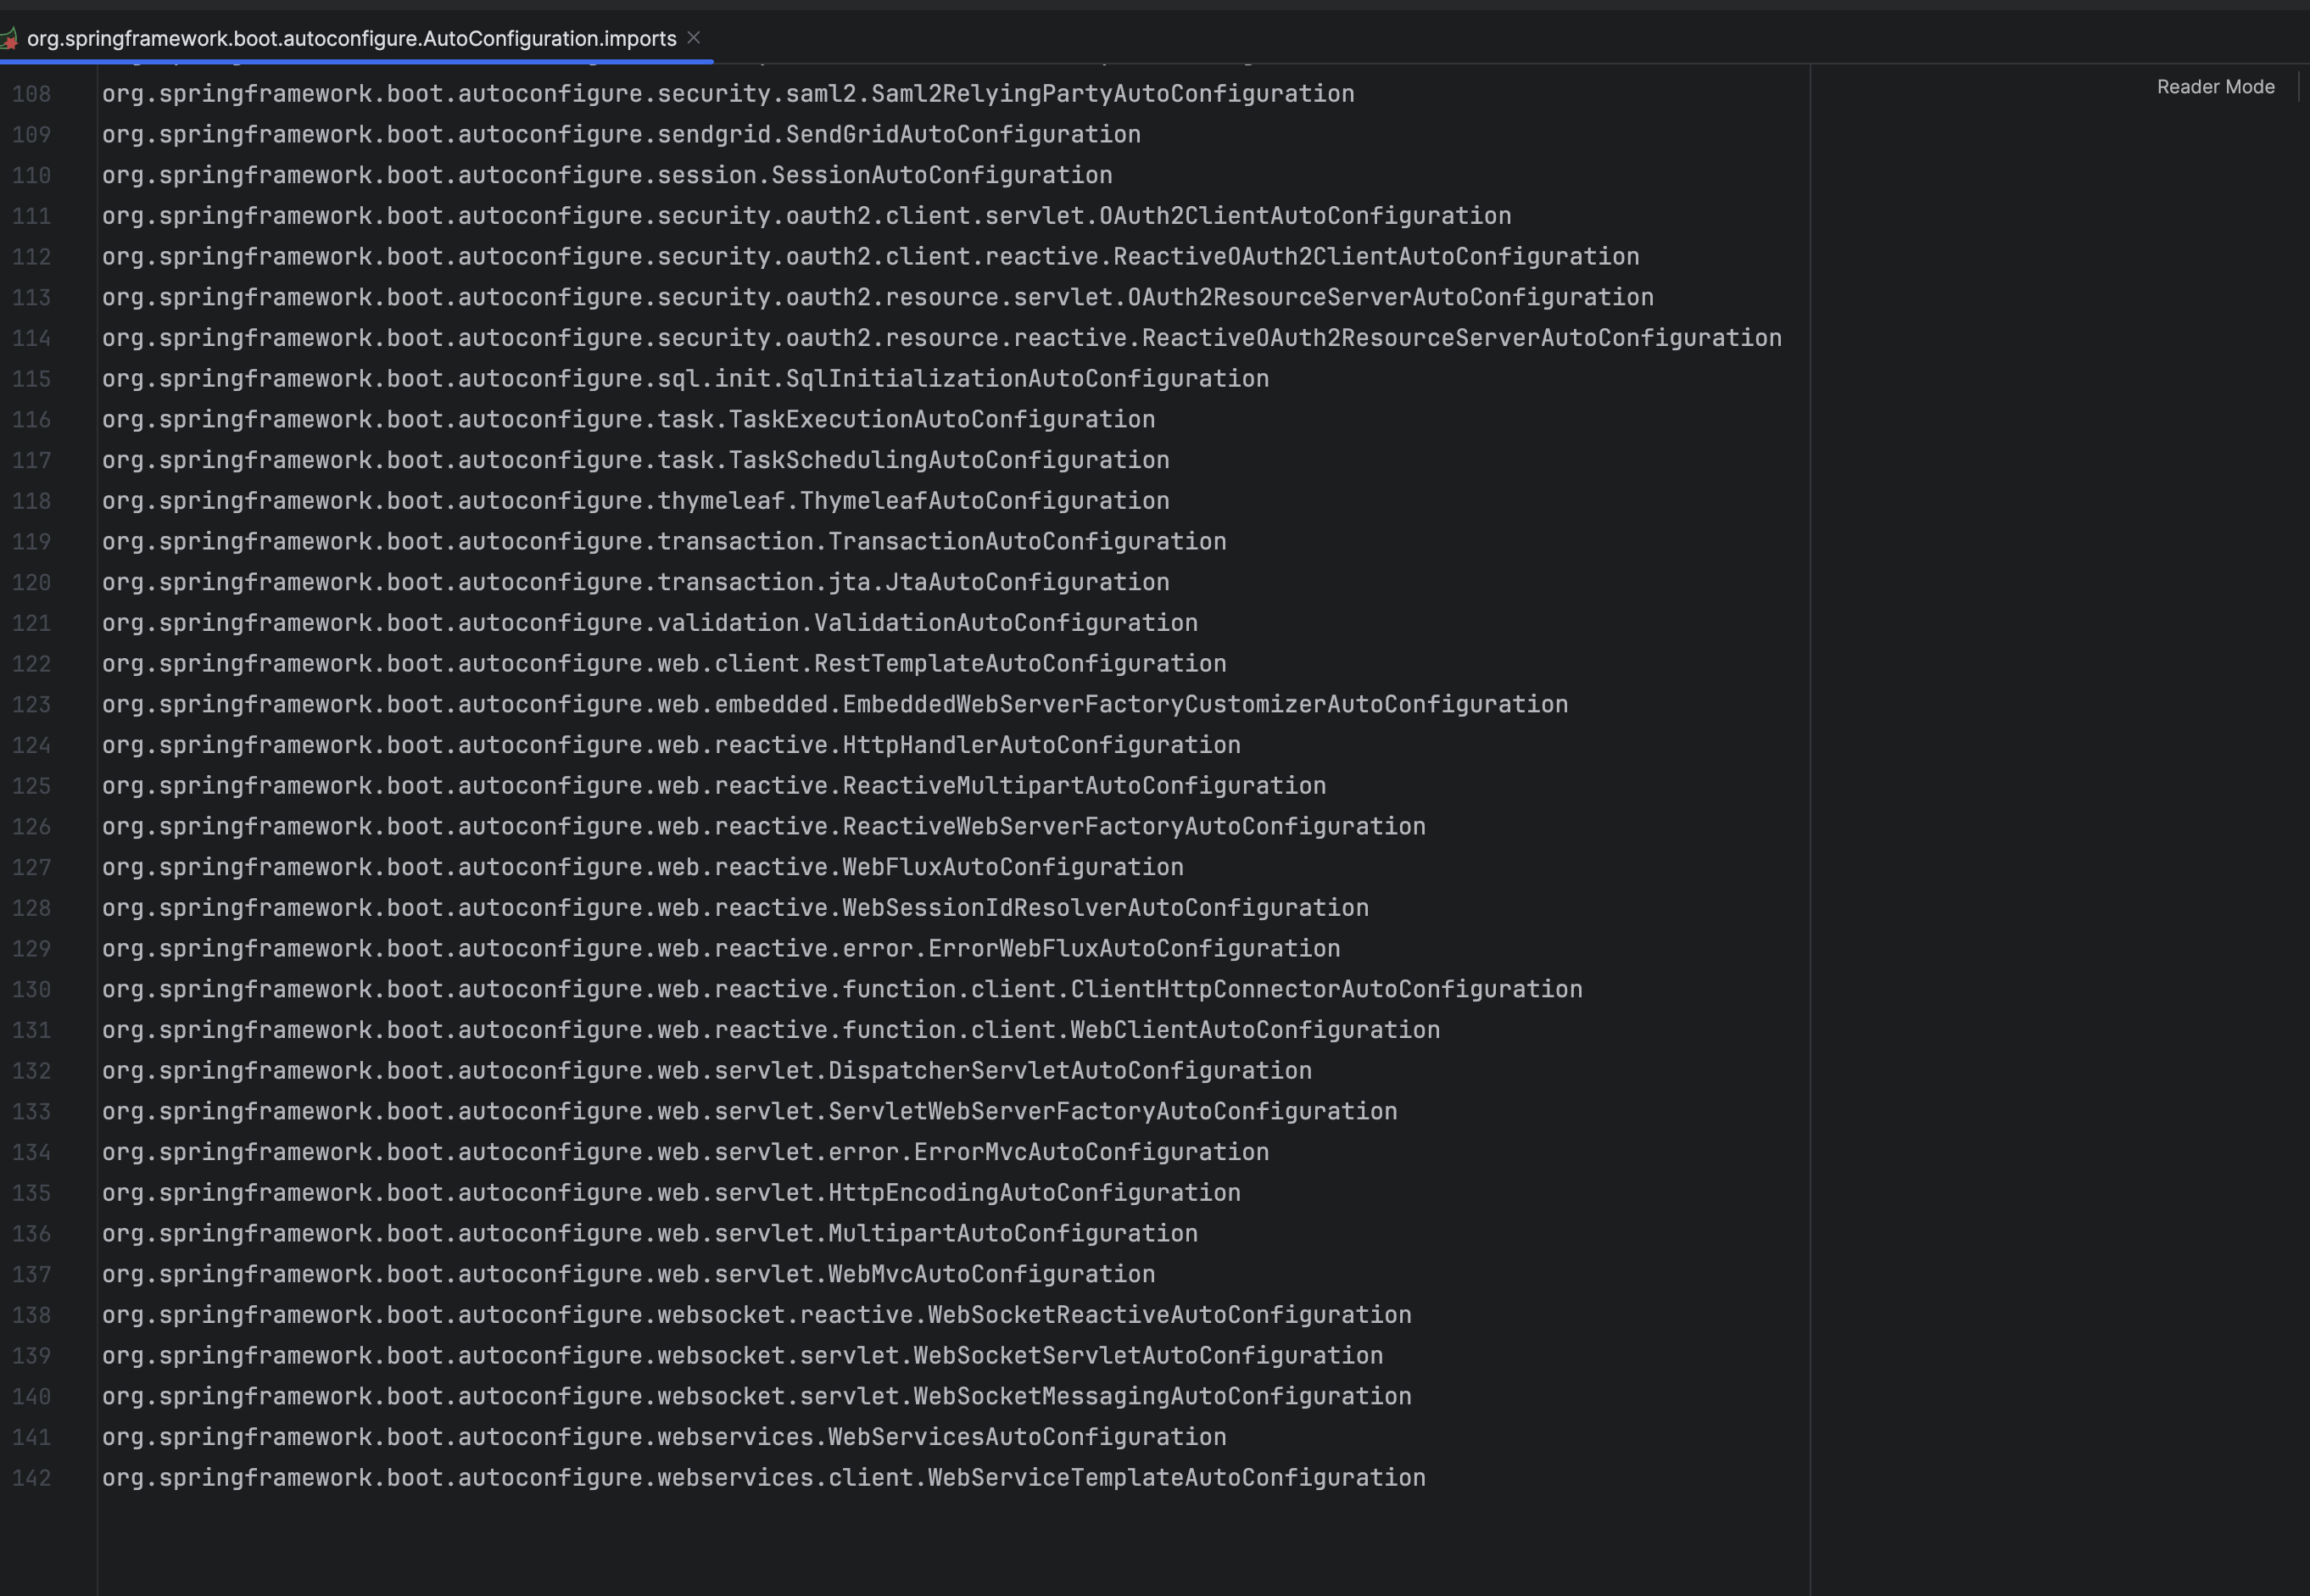 org.springframework.boot.autoconfigure.AutoConfiguration.imports
Reader Mode
108 org.springframework.boot.autoconfigure.security.saml2.Saml2RelyingPartyAutoConfiguration
109 org.springframework.boot.autoconfigure.sendgrid.SendGridAutoConfiguration
110 org.springframework.boot.autoconfigure.session.SessionAutoConfiguration
111 org.springframework.boot.autoconfigure.security.oauth2.client.servlet.OAuth2ClientAutoConfiguration
112 org.springframework.boot.autoconfigure.security.oauth2.client.reactive.ReactiveOAuth2ClientAutoConfiguration
113 org.springframework.boot.autoconfigure.security.oauth2.resource.servlet.OAuth2ResourceServerAutoConfiguration
114 org.springframework.boot.autoconfigure.security.oauth2.resource.reactive.ReactiveOAuth2ResourceServerAutoConfiguration
115 org.springframework.boot.autoconfigure.sql.init.SqlInitializationAutoConfiguration
116 org.springframework.boot.autoconfigure.task.TaskExecutionAutoConfiguration
117 org.springframework.boot.autoconfigure.task.TaskSchedulingAutoConfiguration
118 org.springframework.boot.autoconfigure.thymeleaf.ThymeleafAutoConfiguration
119 org.springframework.boot.autoconfigure.transaction.TransactionAutoConfiguration
120 org.springframework.boot.autoconfigure.transaction.jta.JtaAutoConfiguration
121 org.springframework.boot.autoconfigure.validation.ValidationAutoConfiguration
122 org.springframework.boot.autoconfigure.web.client.RestTemplateAutoConfiguration
123 org.springframework.boot.autoconfigure.web.embedded.EmbeddedWebServerFactoryCustomizerAutoConfiguration
124 org.springframework.boot.autoconfigure.web.reactive.HttpHandlerAutoConfiguration
125 org.springframework.boot.autoconfigure.web.reactive.ReactiveMultipartAutoConfiguration
126 org.springframework.boot.autoconfigure.web.reactive.ReactiveWebServerFactoryAutoConfiguration
127 org.springframework.boot.autoconfigure.web.reactive.WebFluxAutoConfiguration
128 org.springframework.boot.autoconfigure.web.reactive.WebSessionIdResolverAutoConfiguration
129 org.springframework.boot.autoconfigure.web.reactive.error.ErrorWebFluxAutoConfiguration
130 org.springframework.boot.autoconfigure.web.reactive.function.client.ClientHttpConnectorAutoConfiguration
131 org.springframework.boot.autoconfigure.web.reactive.function.client.WebClientAutoConfiguration
132 org.springframework.boot.autoconfigure.web.servlet.DispatcherServletAutoConfiguration
133 org.springframework.boot.autoconfigure.web.servlet.ServletWebServerFactoryAutoConfiguration
134 org.springframework.boot.autoconfigure.web.servlet.error.ErrorMvcAutoConfiguration
135 org.springframework.boot.autoconfigure.web.servlet.HttpEncodingAutoConfiguration
136 org.springframework.boot.autoconfigure.web.servlet.MultipartAutoConfiguration
137 org.springframework.boot.autoconfigure.web.servlet.WebMvcAutoConfiguration
138 org.springframework.boot.autoconfigure.websocket.reactive.WebSocketReactiveAutoConfiguration
139 org.springframework.boot.autoconfigure.websocket.servlet.WebSocketServletAutoConfiguration
140 org.springframework.boot.autoconfigure.websocket.servlet.WebSocketMessagingAutoConfiguration
141 org.springframework.boot.autoconfigure.webservices.WebServicesAutoConfiguration
142 org.springframework.boot.autoconfigure.webservices.client.WebServiceTemplateAutoConfiguration